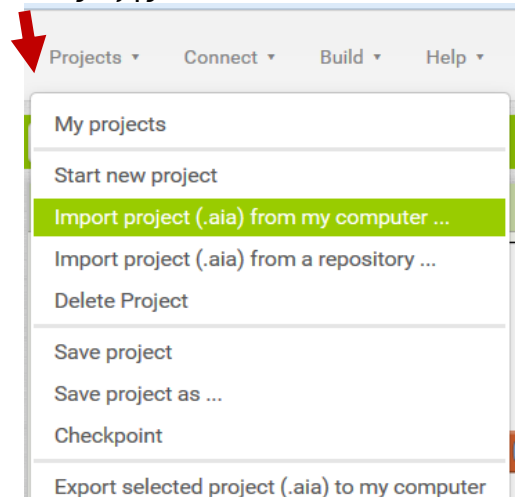 Projects ▾ Connect ▾ Build ▾ Help ▾
My projects
Start new project
Import project (.aia) from my computer ...
Import project (.aia) from a repository ...
Delete Project
Save project
Save project as ...
Checkpoint
Export selected project (.aia) to my computer